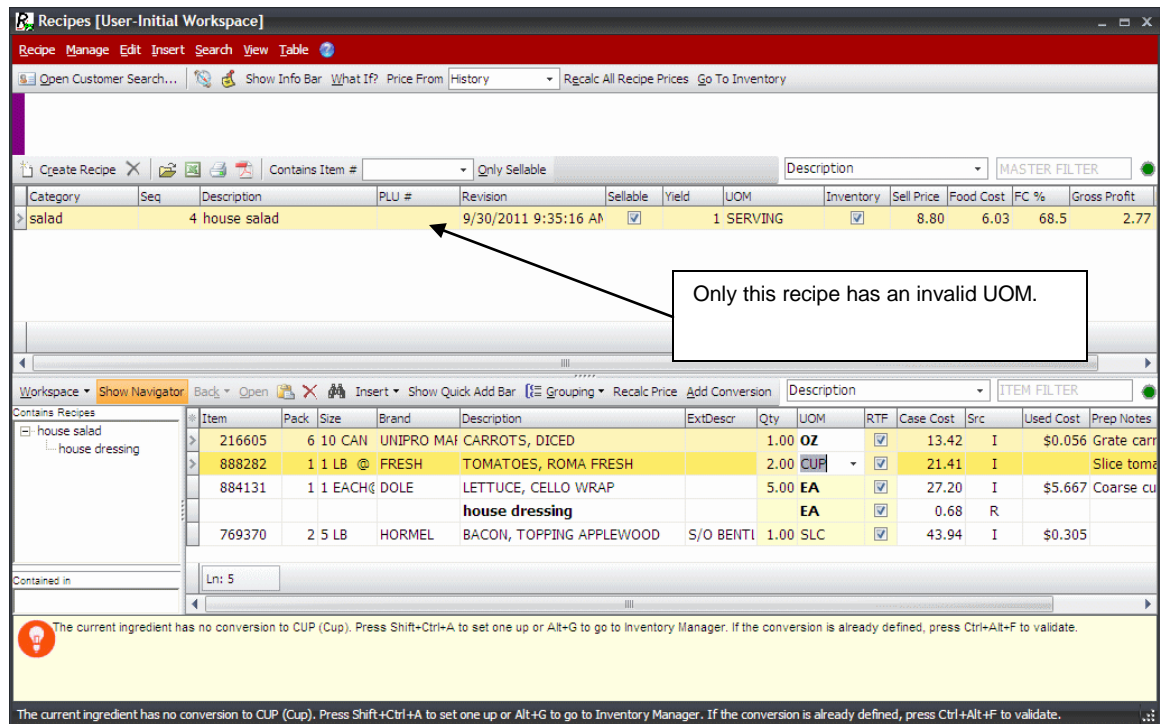 Recipes [User-Initial Workspace]
Recipe Manage Edit Insert Search View Table
Open Customer Search... Show Info Bar What If? Price From History Recalc All Recipe Prices Go To Inventory
Create Recipe Contains Item # Only Sellable Description MASTER FILTER
Category Seq Description PLU # Revision Sellable Yield UOM Inventory Sell Price Food Cost FC % Gross Profit
salad 4 house salad 9/30/2011 9:35:16 AM 1 SERVING 8.80 6.03 68.5 2.77
Only this recipe has an invalid UOM.
Workspace Show Navigator Back Open Insert Show Quick Add Bar Grouping Recalc Price Add Conversion Description ITEM FILTER
Contains Recipes
house salad
house dressing
Item Pack Size Brand Description ExtDescr Qty UOM RTF Case Cost Src Used Cost Prep Notes
216605 6 10 CAN UNIPRO MAF CARROTS, DICED 1.00 OZ 13.42 I $0.056 Grate carr
888282 1 1 LB @ FRESH TOMATOES, ROMA FRESH 2.00 CUP 21.41 I Slice toma
884131 1 1 EACH@ DOLE LETTUCE, CELLO WRAP 5.00 EA 27.20 I $5.667 Coarse cu
house dressing EA 0.68 R
769370 2 5 LB HORMEL BACON, TOPPING APPLEWOOD S/O BENTL 1.00 SLC 43.94 I $0.305
Contained in
Ln: 5
The current ingredient has no conversion to CUP (Cup). Press Shift+Ctrl+A to set one up or Alt+G to go to Inventory Manager. If the conversion is already defined, press Ctrl+Alt+F to validate.
The current ingredient has no conversion to CUP (Cup). Press Shift+Ctrl+A to set one up or Alt+G to go to Inventory Manager. If the conversion is already defined, press Ctrl+Alt+F to validate.